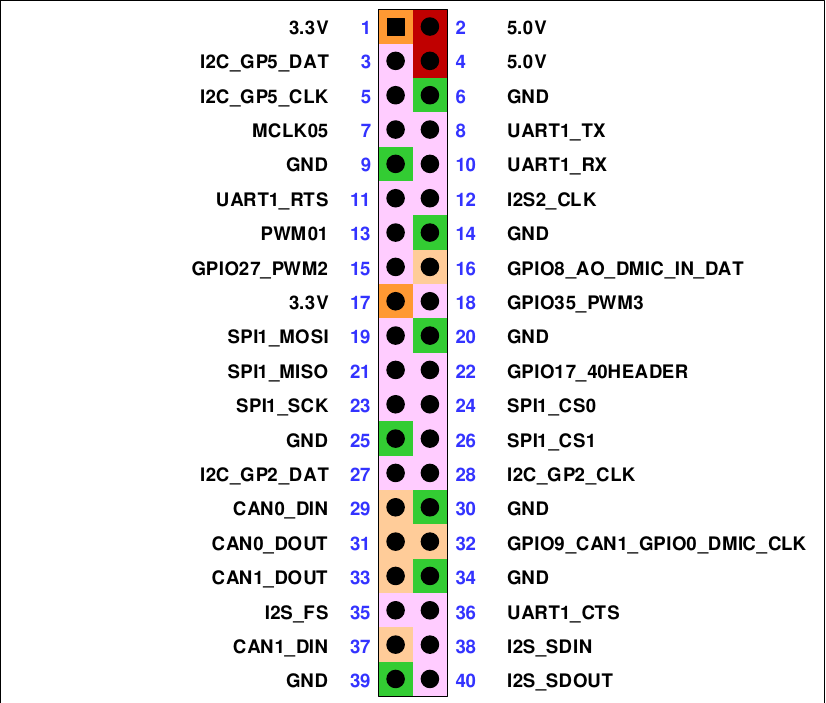 3.3V 1 2 5.0V
I2C_GP5_DAT 3 4 5.0V
I2C_GP5_CLK 5 6 GND
MCLK05 7 8 UART1_TX
GND 9 10 UART1_RX
UART1_RTS 11 12 I2S2_CLK
PWM01 13 14 GND
GPIO27_PWM2 15 16 GPIO8_AO_DMIC_IN_DAT
3.3V 17 18 GPIO35_PWM3
SPI1_MOSI 19 20 GND
SPI1_MISO 21 22 GPIO17_40HEADER
SPI1_SCK 23 24 SPI1_CS0
GND 25 26 SPI1_CS1
I2C_GP2_DAT 27 28 I2C_GP2_CLK
CAN0_DIN 29 30 GND
CAN0_DOUT 31 32 GPIO9_CAN1_GPIO0_DMIC_CLK
CAN1_DOUT 33 34 GND
I2S_FS 35 36 UART1_CTS
CAN1_DIN 37 38 I2S_SDIN
GND 39 40 I2S_SDOUT